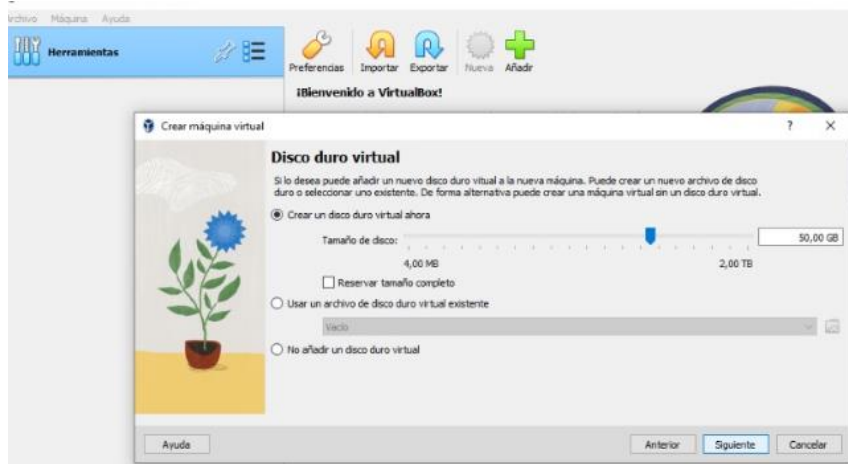 Archivo Máquina Ayuda
Herramientas
Preferencias Importar Exportar Nueva Añadir
¡Bienvenido a VirtualBox!
Crear máquina virtual ? ×
Disco duro virtual
Si lo desea puede añadir un nuevo disco duro vitual a la nueva máquina. Puede crear un nuevo archivo de disco
duro o seleccionar uno existente. De forma alternativa puede crear una máquina virtual sin un disco duro virtual.
Crear un disco duro virtual ahora
Tamaño de disco: 50,00 GB
4,00 MB 2,00 TB
Reservar tamaño completo
Usar un archivo de disco duro virtual existente
Vacío
No añadir un disco duro virtual
Ayuda Anterior Siguiente Cancelar